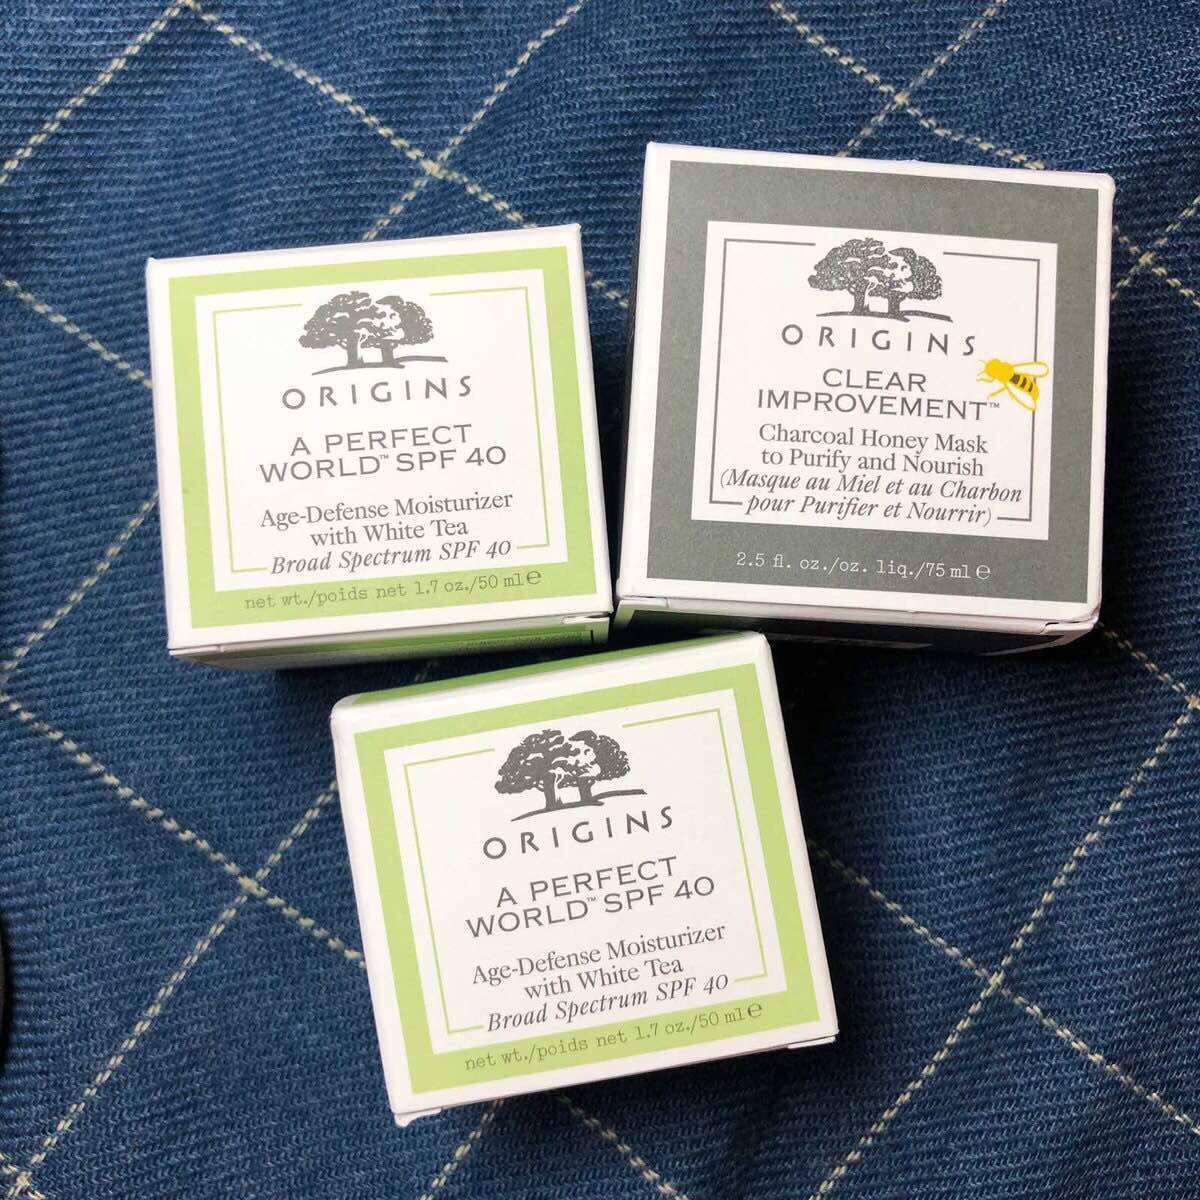 ORIGINS
A PERFECT
WORLD™ SPF 40
Age-Defense Moisturizer
with White Tea
Broad Spectrum SPF 40
net wt./poids net 1.7 oz./50 ml e
ORIGINS
CLEAR
IMPROVEMENT™
Charcoal Honey Mask
to Purify and Nourish
(Masque au Miel et au Charbon
pour Purifier et Nourrir)
2.5 fl. oz./oz. liq./75 ml e
ORIGINS
A PERFECT
WORLD™ SPF 40
Age-Defense Moisturizer
with White Tea
Broad Spectrum SPF 40
net wt./poids net 1.7 oz./50 ml e